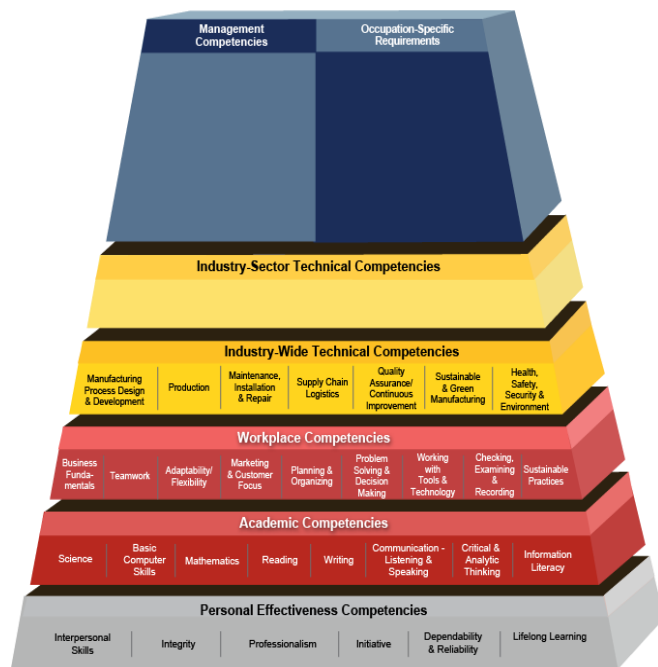 Management
Competencies
Occupation-Specific
Requirements
Industry-Sector Technical Competencies
Industry-Wide Technical Competencies
Manufacturing
Process Design
& Development
Production
Maintenance,
Installation
& Repair
Supply Chain
Logistics
Quality
Assurance/
Continuous
Improvement
Sustainable
& Green
Manufacturing
Health,
Safety,
Security &
Environment
Workplace Competencies
Business
Funda-
mentals
Teamwork
Adaptability/
Flexibility
Marketing
& Customer
Focus
Planning &
Organizing
Problem
Solving &
Decision
Making
Working
with
Tools &
Technology
Checking,
Examining
& Recording
Sustainable
Practices
Academic Competencies
Science
Basic
Computer
Skills
Mathematics
Reading
Writing
Communication -
Listening &
Speaking
Critical &
Analytic
Thinking
Information
Literacy
Personal Effectiveness Competencies
Interpersonal
Skills
Integrity
Professionalism
Initiative
Dependability
& Reliability
Lifelong Learning